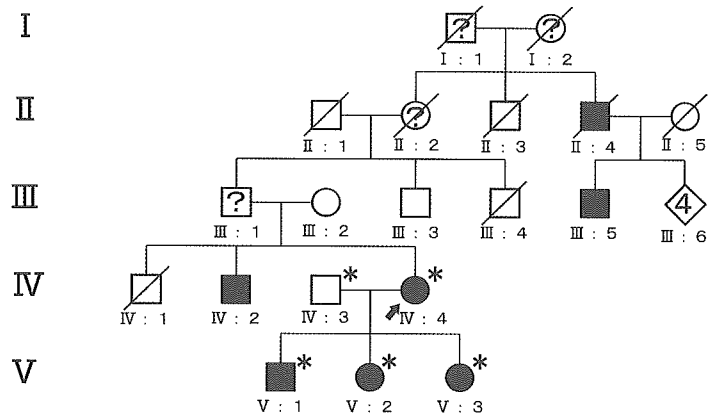 I
? ?
I : 1 I : 2
II
?
II : 1 II : 2 II : 3 II : 4 II : 5
III
? 4
III : 1 III : 2 III : 3 III : 4 III : 5 III : 6
IV
* *
IV : 1 IV : 2 IV : 3 IV : 4
V
* * *
V : 1 V : 2 V : 3